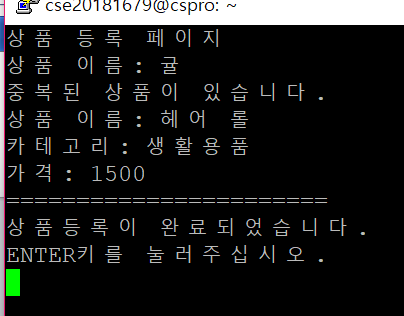 cse20181679@cspro: ~
상품 등록 페이지
상품 이름: 귤
중복된 상품이 있습니다.
상품 이름: 헤어 롤
카테고리: 생활용품
가격: 1500
=======================
상품등록이 완료되었습니다.
ENTER키를 눌러주십시오.